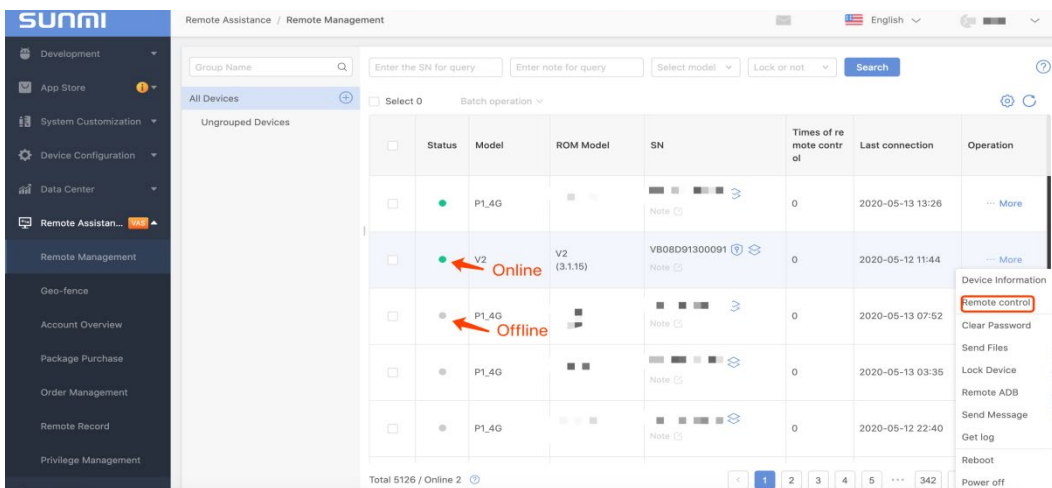 SUNMI
Remote Assistance / Remote Management
English
Development
App Store
System Customization
Device Configuration
Data Center
Remote Assistan... VAS
Remote Management
Geo-fence
Account Overview
Package Purchase
Order Management
Remote Record
Privilege Management
Group Name
All Devices
Ungrouped Devices
Enter the SN for query
Enter note for query
Select model
Lock or not
Search
Select 0
Batch operation
Status
Model
ROM Model
SN
Times of re
mote contr
ol
Last connection
Operation
P1_4G
Note
0
2020-05-13 13:26
··· More
Online
V2
V2
(3.1.15)
VB08D91300091
Note
0
2020-05-12 11:44
··· More
Offline
P1_4G
Note
0
2020-05-13 07:52
P1_4G
Note
0
2020-05-13 03:35
P1_4G
Note
0
2020-05-12 22:40
Device Information
Remote control
Clear Password
Send Files
Lock Device
Remote ADB
Send Message
Get log
Reboot
Power off
Total 5126 / Online 2
< 1 2 3 4 5 ··· 342